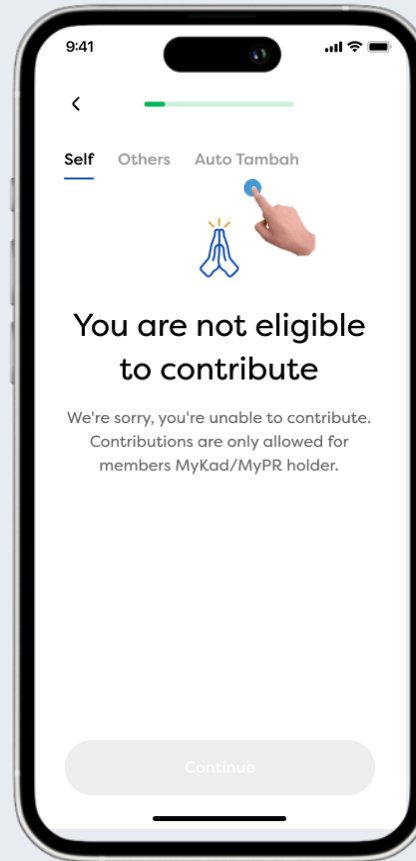 9:41
Self Others Auto Tambah
You are not eligible
to contribute
We're sorry, you're unable to contribute.
Contributions are only allowed for
members MyKad/MyPR holder.
Continue